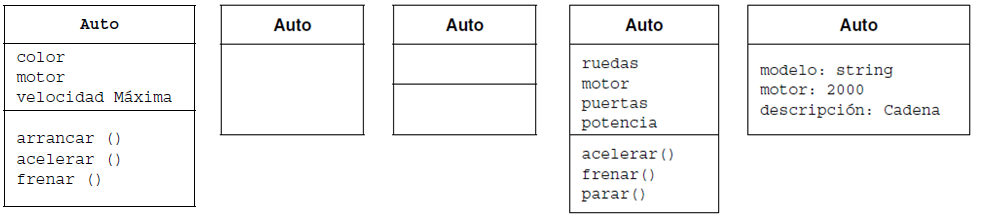 Auto
color
motor
velocidad Máxima
arrancar ()
acelerar ()
frenar ()
Auto
Auto
Auto
ruedas
motor
puertas
potencia
acelerar()
frenar()
parar()
Auto
modelo: string
motor: 2000
descripción: Cadena